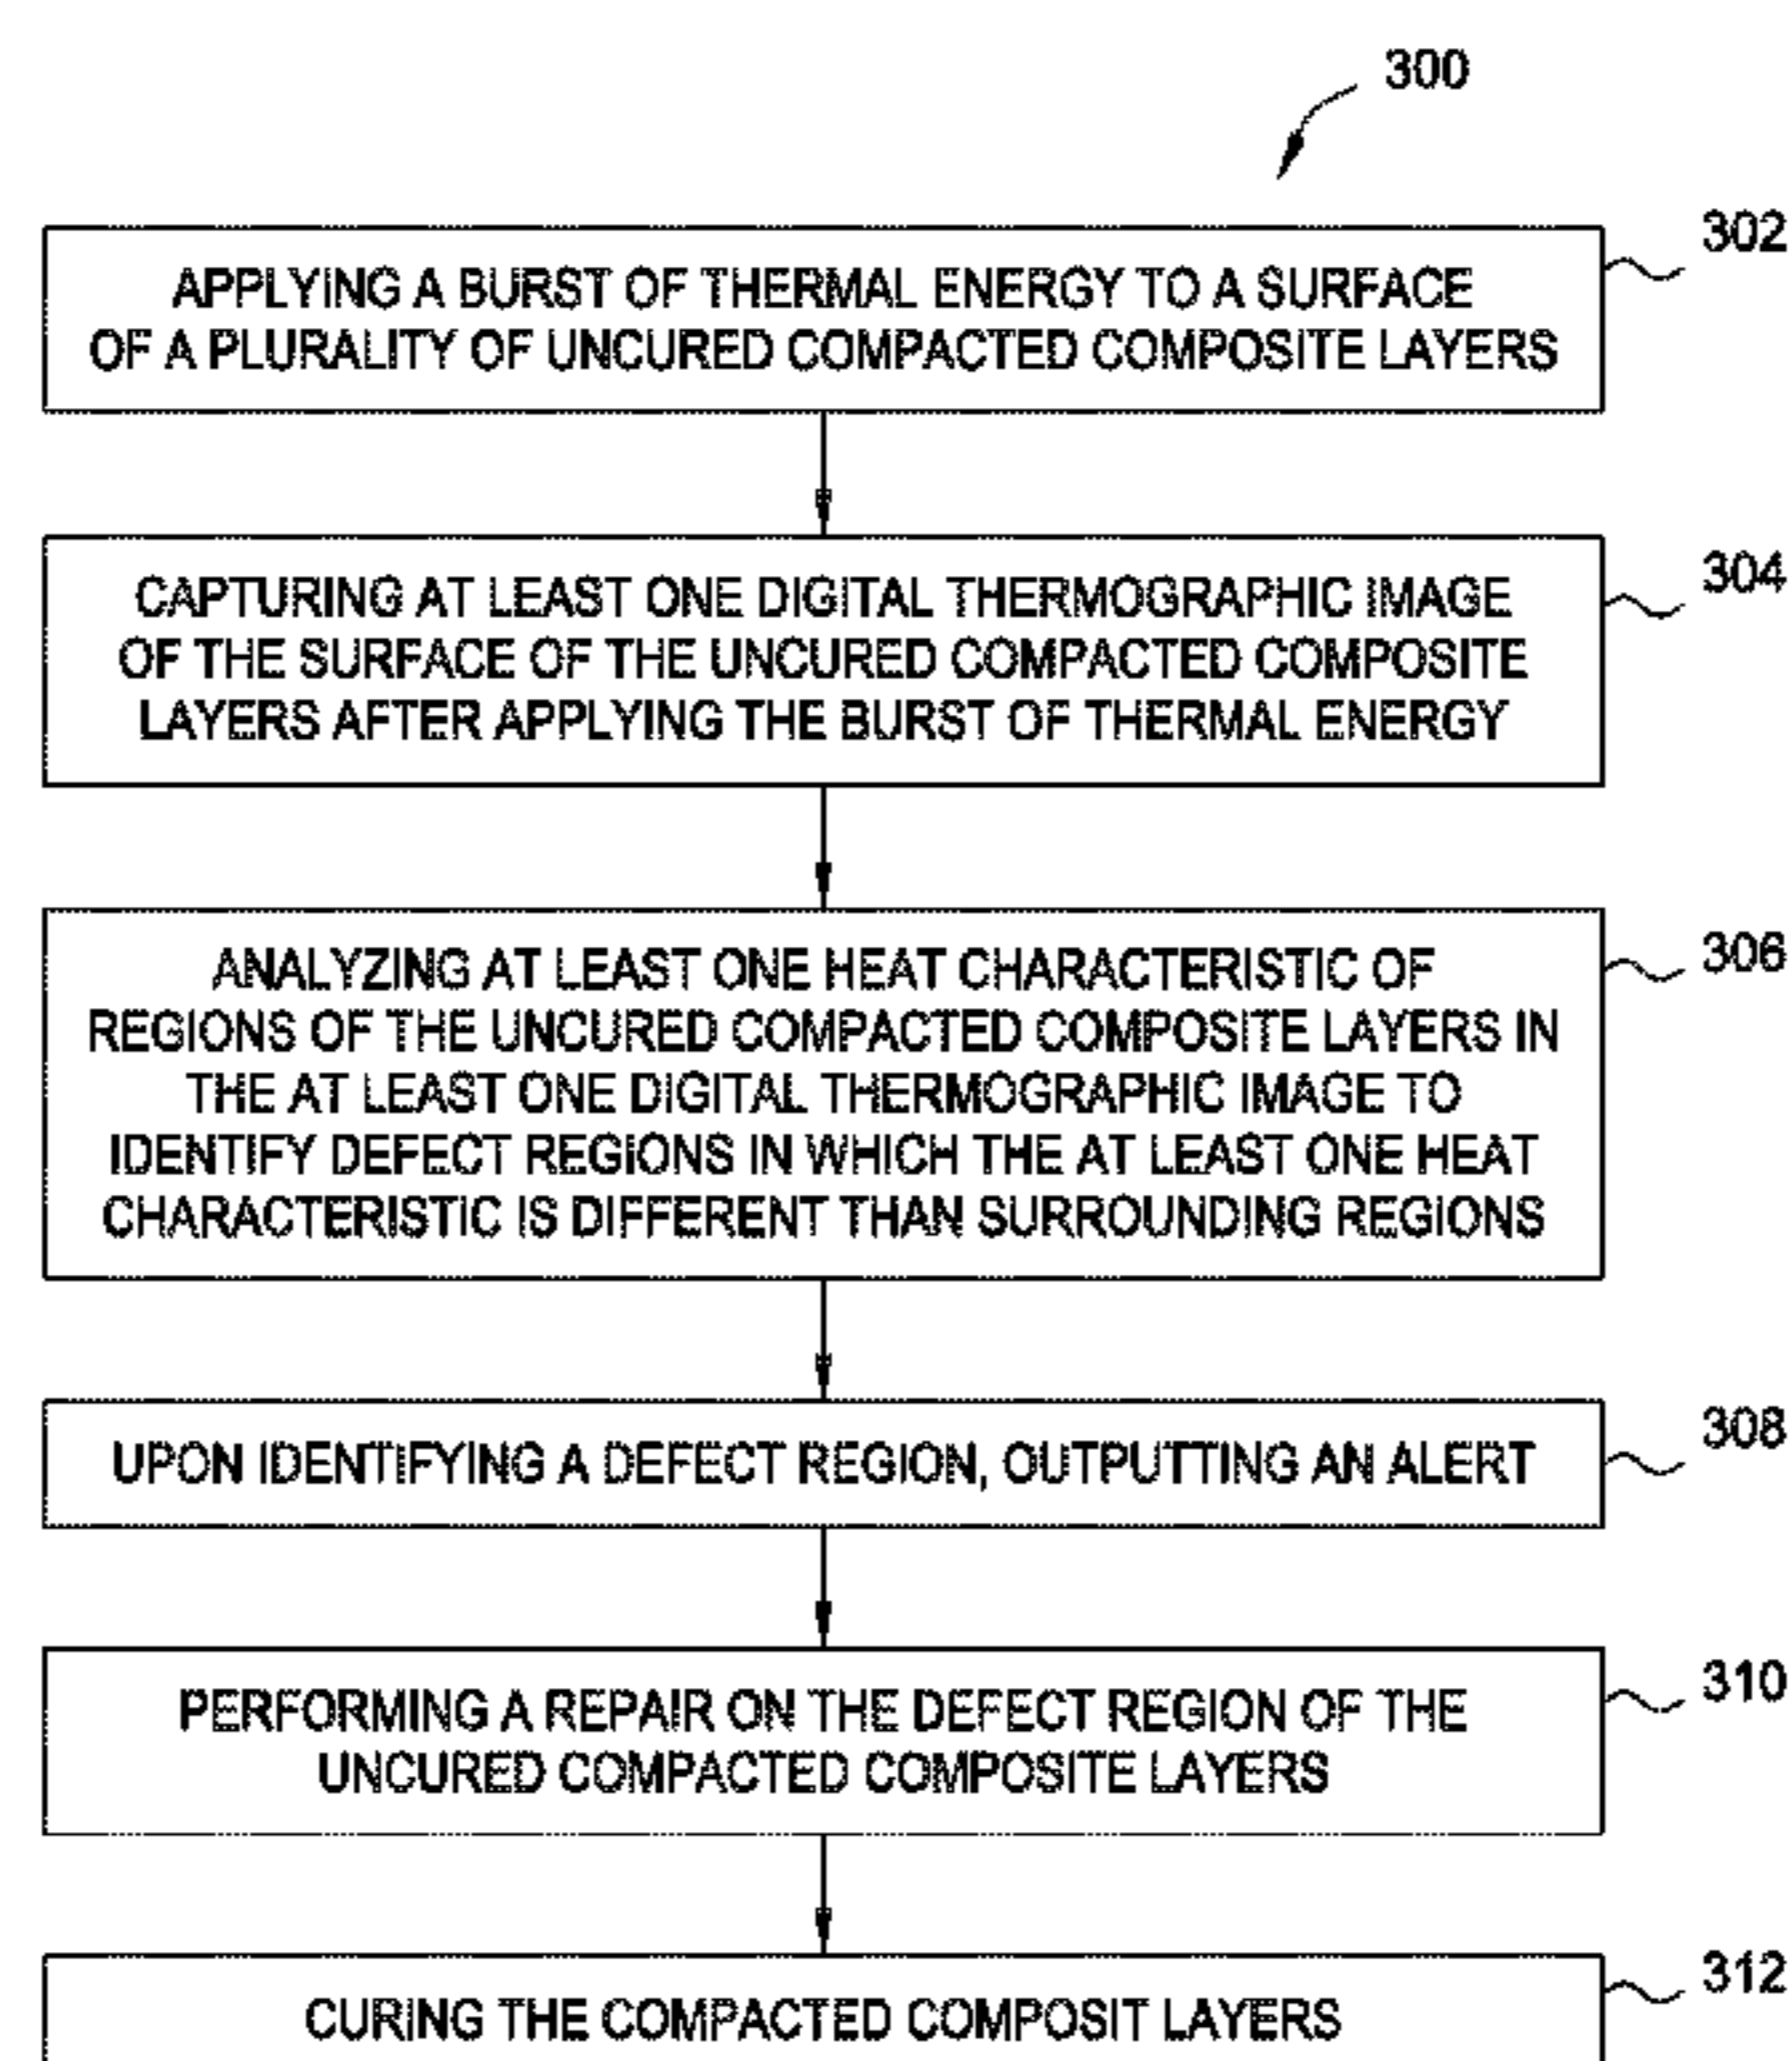 300
302
APPLYING A BURST OF THERMAL ENERGY TO A SURFACE
OF A PLURALITY OF UNCURED COMPACTED COMPOSITE LAYERS
304
CAPTURING AT LEAST ONE DIGITAL THERMOGRAPHIC IMAGE
OF THE SURFACE OF THE UNCURED COMPACTED COMPOSITE
LAYERS AFTER APPLYING THE BURST OF THERMAL ENERGY
306
ANALYZING AT LEAST ONE HEAT CHARACTERISTIC OF
REGIONS OF THE UNCURED COMPACTED COMPOSITE LAYERS IN
THE AT LEAST ONE DIGITAL THERMOGRAPHIC IMAGE TO
IDENTIFY DEFECT REGIONS IN WHICH THE AT LEAST ONE HEAT
CHARACTERISTIC IS DIFFERENT THAN SURROUNDING REGIONS
308
UPON IDENTIFYING A DEFECT REGION, OUTPUTTING AN ALERT
310
PERFORMING A REPAIR ON THE DEFECT REGION OF THE
UNCURED COMPACTED COMPOSITE LAYERS
312
CURING THE COMPACTED COMPOSIT LAYERS